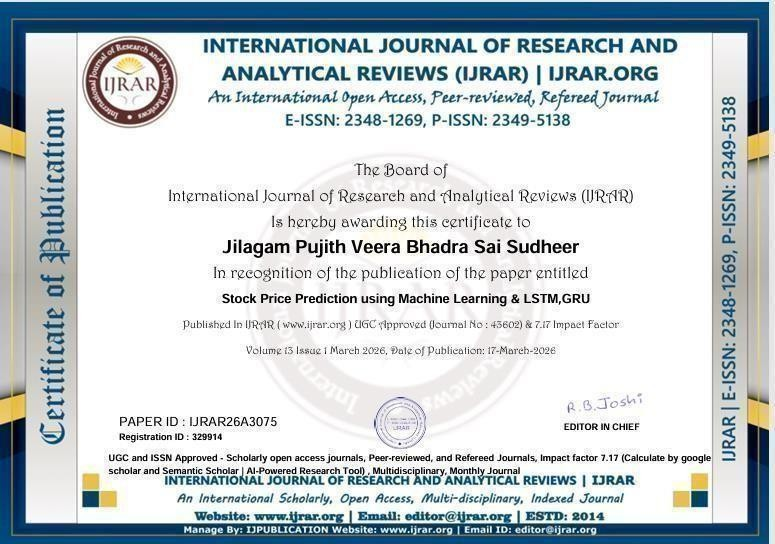 INTERNATIONAL JOURNAL OF RESEARCH AND
ANALYTICAL REVIEWS (IJRAR) | IJRAR.ORG
An International Open Access, Peer-reviewed, Refereed Journal
E-ISSN: 2348-1269, P-ISSN: 2349-5138
International Journal of Research and Analytical Reviews
IJRAR
Certificate of Publication
The Board of
International Journal of Research and Analytical Reviews (IJRAR)
Is hereby awarding this certificate to
Jilagam Pujith Veera Bhadra Sai Sudheer
In recognition of the publication of the paper entitled
Stock Price Prediction using Machine Learning & LSTM,GRU
Published In IJRAR ( www.ijrar.org ) UGC Approved (Journal No : 43602) & 7.17 Impact Factor
Volume 13 Issue 1 March 2026, Date of Publication: 17-March-2026
PAPER ID : IJRAR26A3075
Registration ID : 329914
IJRAR
R.B.Joshi
EDITOR IN CHIEF
IJRAR | E-ISSN: 2348-1269, P-ISSN: 2349-5138
UGC and ISSN Approved - Scholarly open access journals, Peer-reviewed, and Refereed Journals, Impact factor 7.17 (Calculate by google
scholar and Semantic Scholar | AI-Powered Research Tool) , Multidisciplinary, Monthly Journal
INTERNATIONAL JOURNAL OF RESEARCH AND ANALYTICAL REVIEWS | IJRAR
An International Scholarly, Open Access, Multi-disciplinary, Indexed Journal
Website: www.ijrar.org | Email: editor@ijrar.org | ESTD: 2014
Manage By: IJPUBLICATION Website: www.ijrar.org | Email ID: editor@ijrar.org